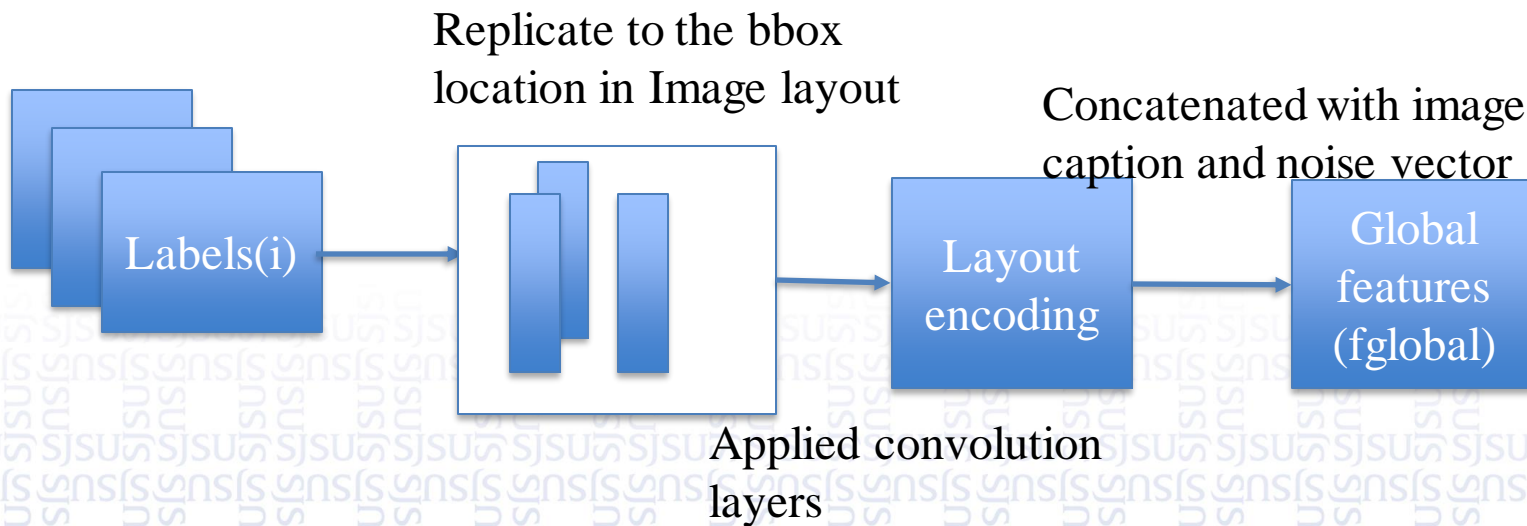 Replicate to the bbox
location in Image layout
Concatenated with image
caption and noise vector
Labels(i)
Layout
encoding
Global
features
(fglobal)
Applied convolution
layers